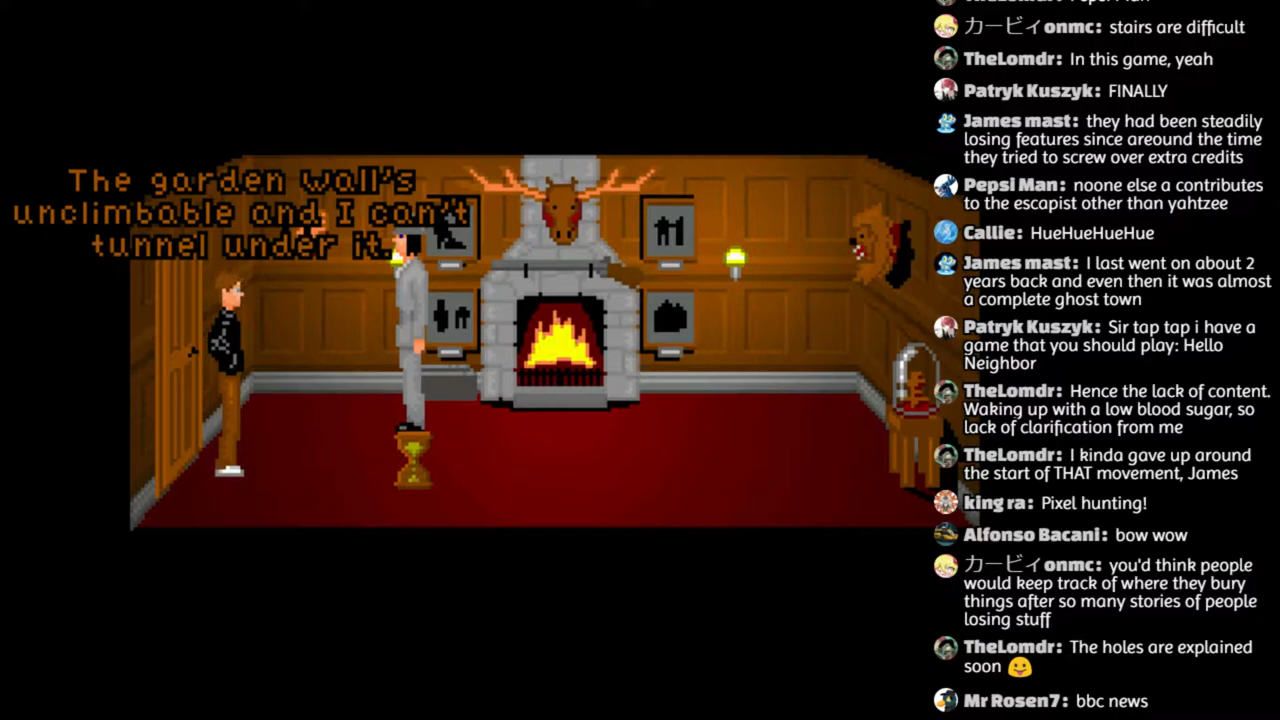 The garden wall's
unclimbable and I can't
tunnel under it.
カービィonmc: stairs are difficult
TheLomdr: In this game, yeah
Patryk Kuszyk: FINALLY
James mast: they had been steadily
losing features since areound the time
they tried to screw over extra credits
Pepsi Man: noone else a contributes
to the escapist other than yahtzee
Callie: HueHueHueHue
James mast: I last went on about 2
years back and even then it was almost
a complete ghost town
Patryk Kuszyk: Sir tap tap i have a
game that you should play: Hello
Neighbor
TheLomdr: Hence the lack of content.
Waking up with a low blood sugar, so
lack of clarification from me
TheLomdr: I kinda gave up around
the start of THAT movement, James
king ra: Pixel hunting!
Alfonso Bacani: bow wow
カービィonmc: you'd think people
would keep track of where they bury
things after so many stories of people
losing stuff
TheLomdr: The holes are explained
soon 😛
Mr Rosen7: bbc news